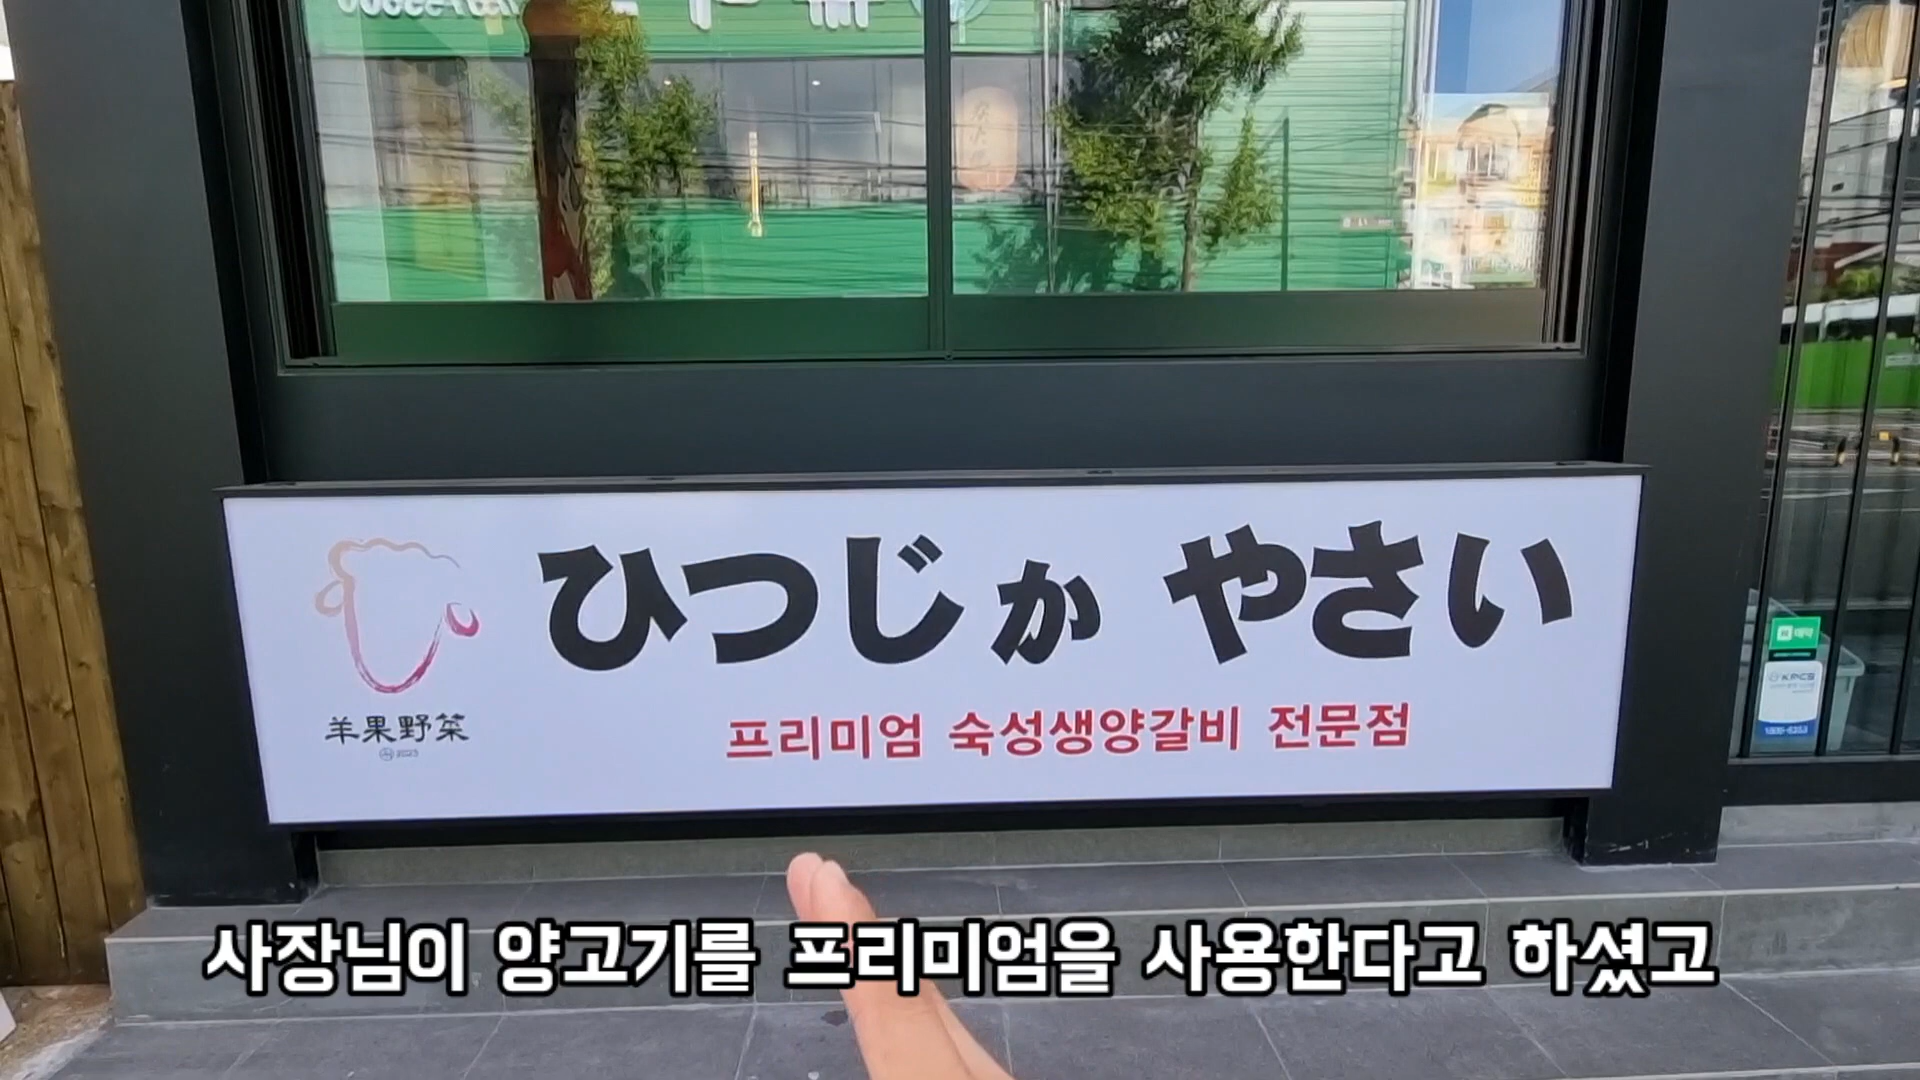 ひつじか やさい
프리미엄 숙성생양갈비 전문점
羊果野菜
2023
사장님이 양고기를 프리미엄을 사용한다고 하셨고
KPCS